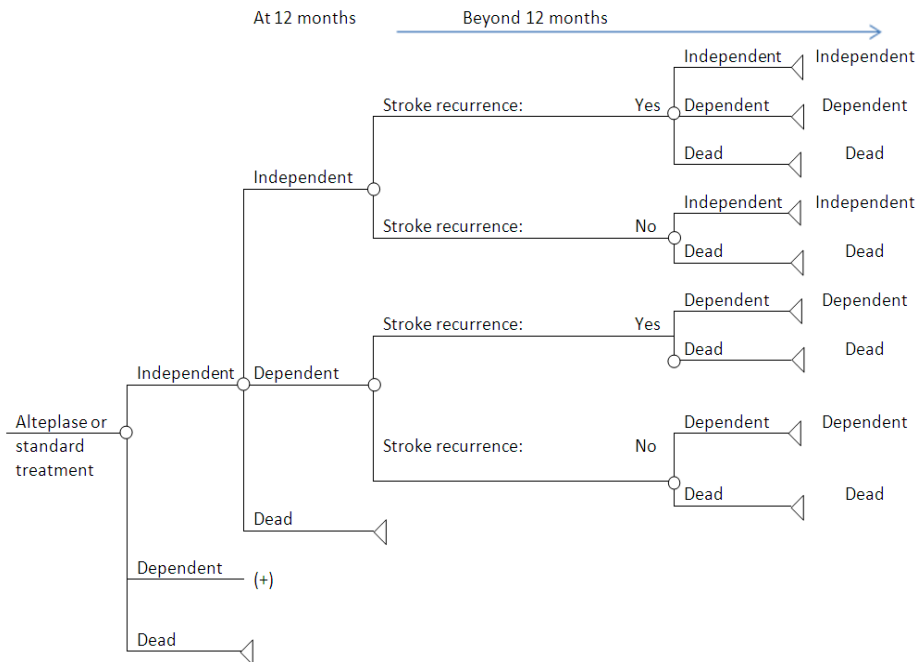 At 12 months Beyond 12 months
Independent Independent
Stroke recurrence: Yes Dependent Dependent
Dead Dead
Independent
Independent Independent
Stroke recurrence: No
Dead Dead
Dependent Dependent
Stroke recurrence: Yes
Dead Dead
Independent Dependent
Alteplase or
standard
treatment
Dependent Dependent
Stroke recurrence: No
Dead Dead
Dead
Dependent (+)
Dead